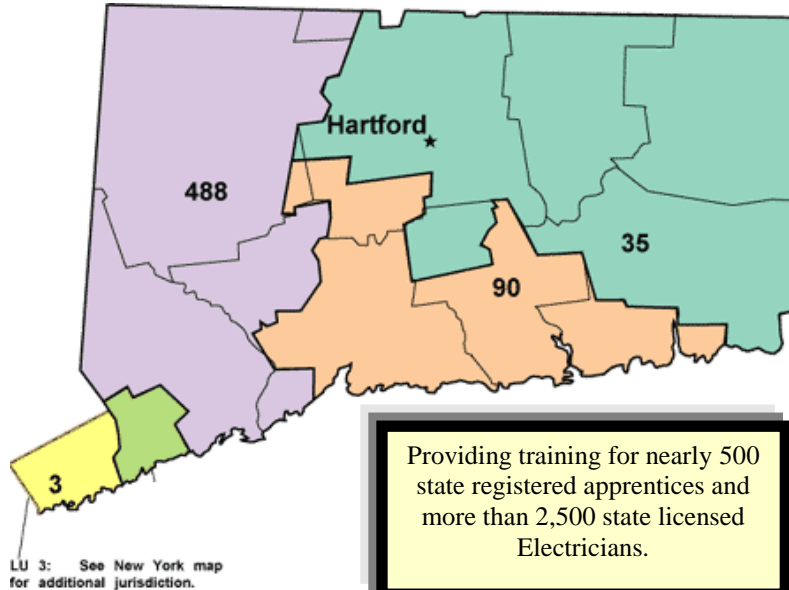 Hartford
488
35
90
3
Providing training for nearly 500
state registered apprentices and
more than 2,500 state licensed
Electricians.
LU 3: See New York map
for additional jurisdiction.